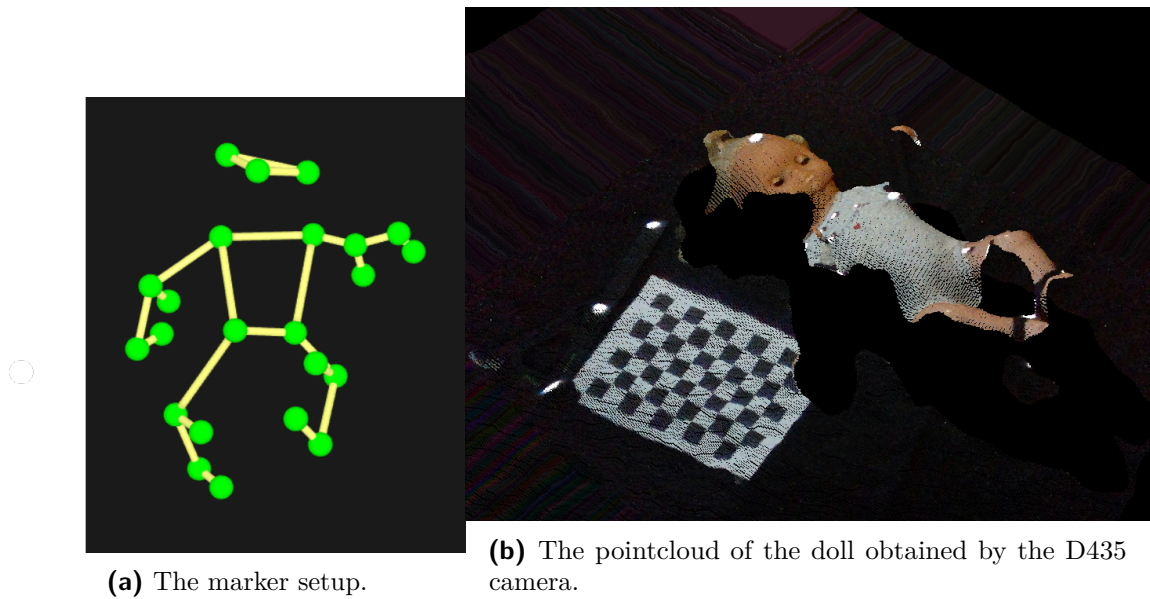 (a) The marker setup.
(b) The pointcloud of the doll obtained by the D435
camera.